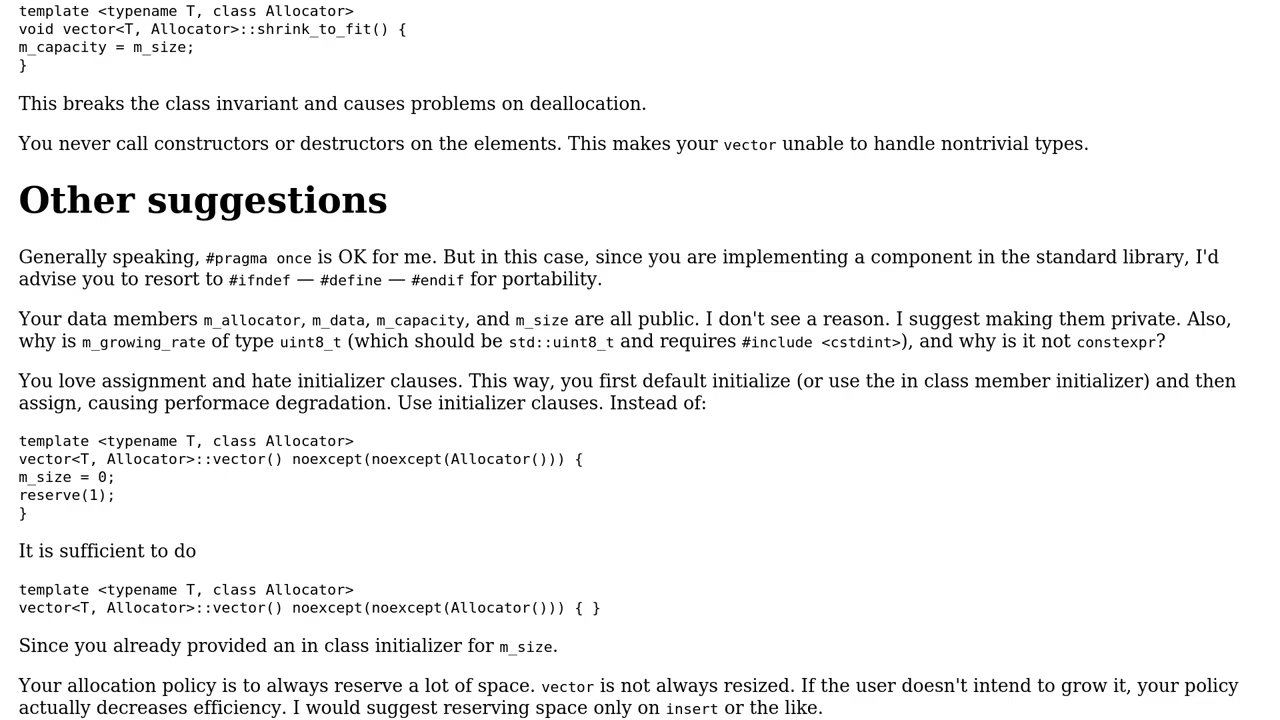 template <typename T, class Allocator>
void vector<T, Allocator>::shrink_to_fit() {
m_capacity = m_size;
}
This breaks the class invariant and causes problems on deallocation.
You never call constructors or destructors on the elements. This makes your vector unable to handle nontrivial types.
Other suggestions
Generally speaking, #pragma once is OK for me. But in this case, since you are implementing a component in the standard library, I'd
advise you to resort to #ifndef — #define — #endif for portability.
Your data members m_allocator, m_data, m_capacity, and m_size are all public. I don't see a reason. I suggest making them private. Also,
why is m_growing_rate of type uint8_t (which should be std::uint8_t and requires #include <cstdint>), and why is it not constexpr?
You love assignment and hate initializer clauses. This way, you first default initialize (or use the in class member initializer) and then
assign, causing performace degradation. Use initializer clauses. Instead of:
template <typename T, class Allocator>
vector<T, Allocator>::vector() noexcept(noexcept(Allocator())) {
m_size = 0;
reserve(1);
}
It is sufficient to do
template <typename T, class Allocator>
vector<T, Allocator>::vector() noexcept(noexcept(Allocator())) { }
Since you already provided an in class initializer for m_size.
Your allocation policy is to always reserve a lot of space. vector is not always resized. If the user doesn't intend to grow it, your policy
actually decreases efficiency. I would suggest reserving space only on insert or the like.